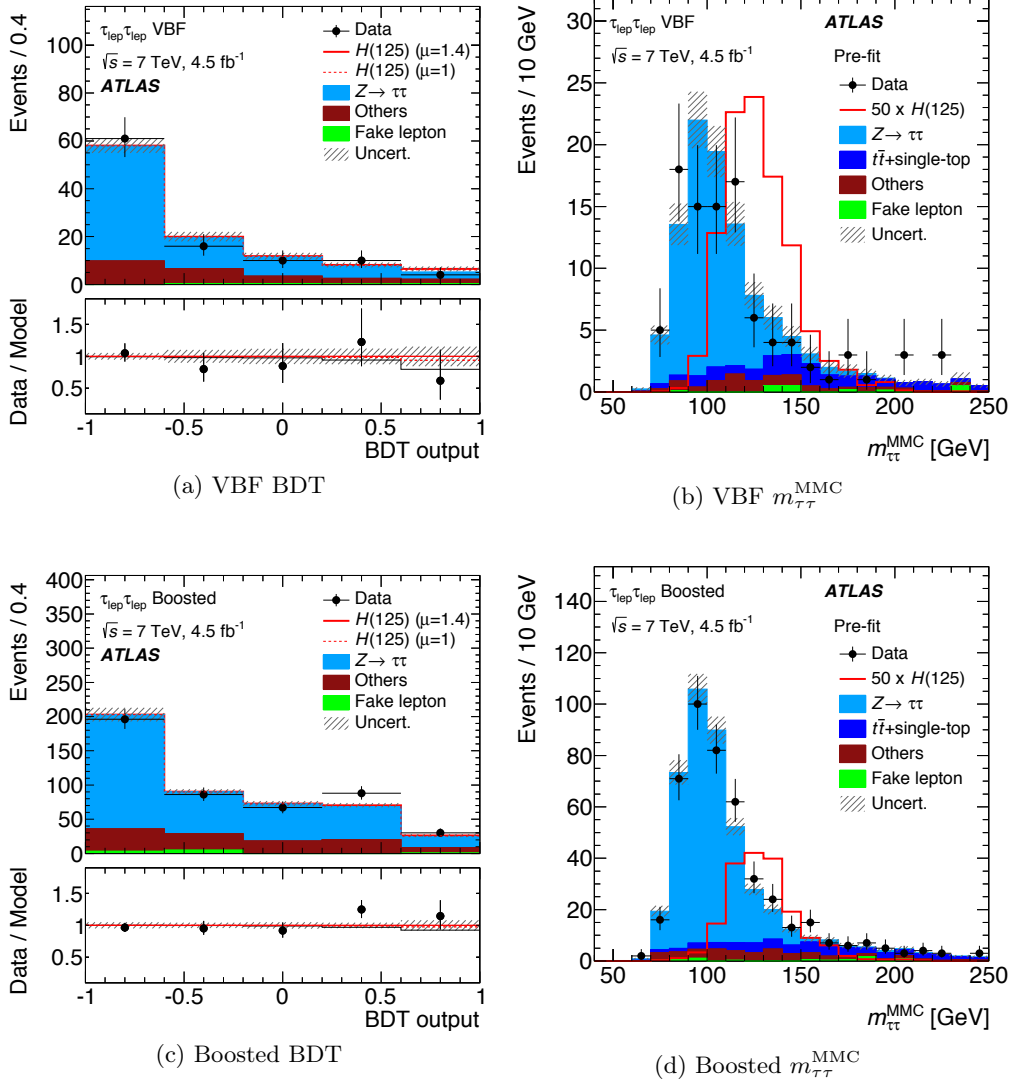 Events / 0.4
100
80
60
40
20
0
τlepτlep VBF
√s = 7 TeV, 4.5 fb⁻¹
ATLAS
Data
H(125) (μ=1.4)
H(125) (μ=1)
Z→ ττ
Others
Fake lepton
Uncert.
Data / Model
1.5
1
0.5
-1 -0.5 0 0.5 1
BDT output
(a) VBF BDT
Events / 10 GeV
30
25
20
15
10
5
0
τlepτlep VBF
√s = 7 TeV, 4.5 fb⁻¹
ATLAS
Pre-fit
Data
50 x H(125)
Z→ ττ
tt̄+single-top
Others
Fake lepton
Uncert.
50 100 150 200 250
mττMMC [GeV]
(b) VBF mττMMC
Events / 0.4
400
350
300
250
200
150
100
50
0
τlepτlep Boosted
√s = 7 TeV, 4.5 fb⁻¹
ATLAS
Data
H(125) (μ=1.4)
H(125) (μ=1)
Z→ ττ
Others
Fake lepton
Uncert.
Data / Model
1.5
1
0.5
-1 -0.5 0 0.5 1
BDT output
(c) Boosted BDT
Events / 10 GeV
140
120
100
80
60
40
20
0
τlepτlep Boosted
√s = 7 TeV, 4.5 fb⁻¹
ATLAS
Pre-fit
Data
50 x H(125)
Z→ ττ
tt̄+single-top
Others
Fake lepton
Uncert.
50 100 150 200 250
mττMMC [GeV]
(d) Boosted mττMMC